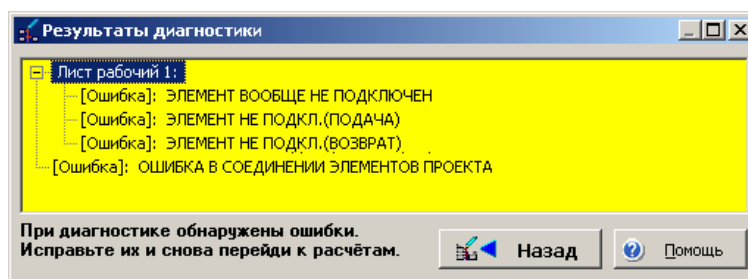 Результаты диагностики
Лист рабочий 1:
[Ошибка]: ЭЛЕМЕНТ ВООБЩЕ НЕ ПОДКЛЮЧЕН
[Ошибка]: ЭЛЕМЕНТ НЕ ПОДКЛ.(ПОДАЧА)
[Ошибка]: ЭЛЕМЕНТ НЕ ПОДКЛ.(ВОЗВРАТ)
[Ошибка]: ОШИБКА В СОЕДИНЕНИИ ЭЛЕМЕНТОВ ПРОЕКТА
При диагностике обнаружены ошибки.
Исправьте их и снова перейди к расчётам.
Назад
Помощь